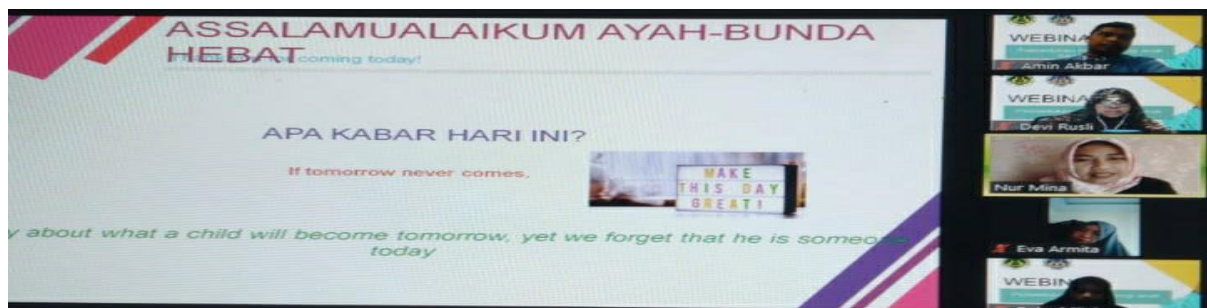 ASSALAMUALAIKUM AYAH-BUNDA
HEBAT
coming today!
APA KABAR HARI INI?
If tomorrow never comes.
MAKE
THIS DAY
GREAT!
y about what a child will become tomorrow, yet we forget that he is someone
today
WEBINA
Amin Akbar
WEBINA
Devi Rusli
Nur Mina
Eva Armita
WEBIN